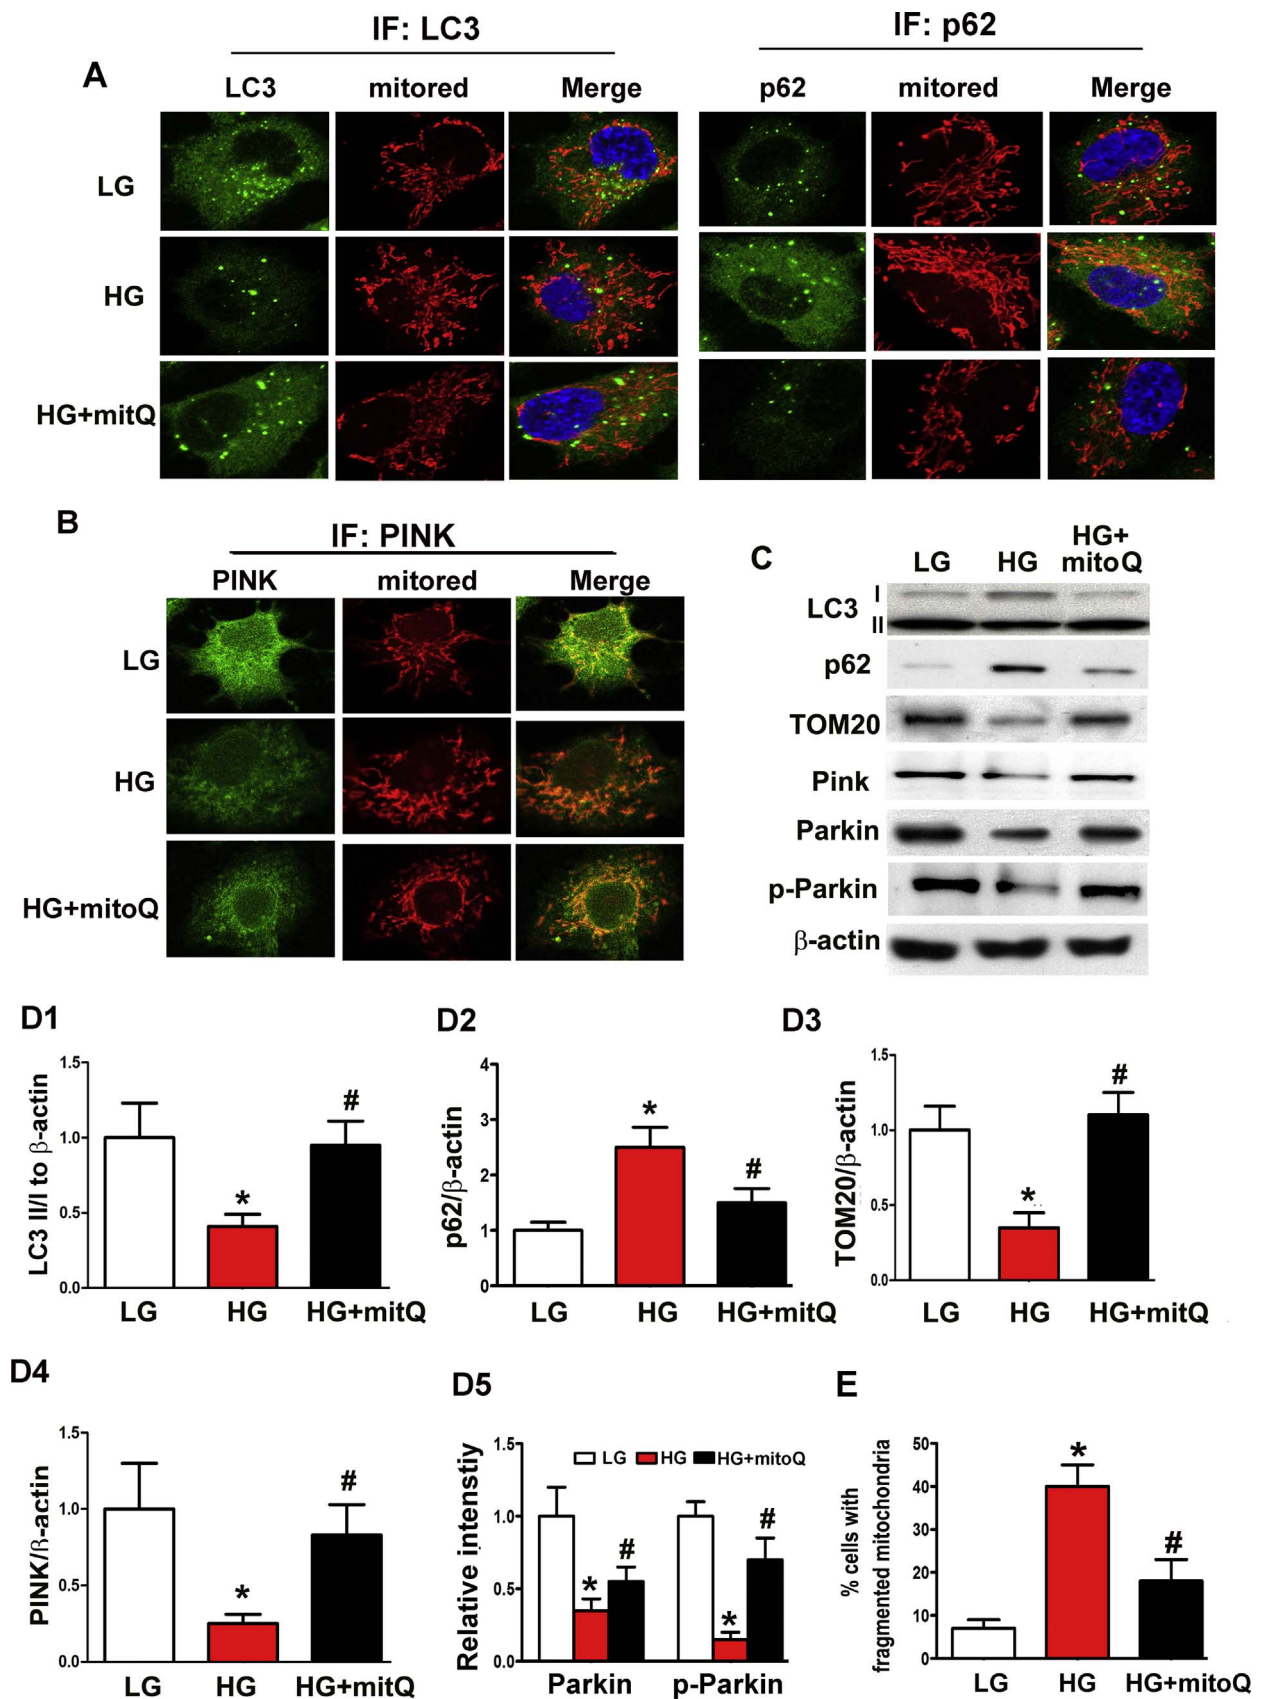 IF: LC3
IF: p62
A
LC3 mitored Merge p62 mitored Merge
LG
HG
HG+mitQ
B
IF: PINK
PINK mitored Merge
LG
HG
HG+mitoQ
C
LG HG HG+
mitoQ
LC3 I
II
p62
TOM20
Pink
Parkin
p-Parkin
β-actin
D1
LC3 II/I to β-actin
1.5
1.0
0.5
0.0
*
#
LG HG HG+mitQ
D2
p62/β-actin
4
3
2
1
0
*
#
LG HG HG+mitQ
D3
TOM20/β-actin
1.5
1.0
0.5
0.0
*
#
LG HG HG+mitQ
D4
PINK/ß-actin
1.5
1.0
0.5
0.0
*
#
LG HG HG+mitQ
D5
Relative intenstiy
1.5
1.0
0.5
0.0
LG HG HG+mitoQ
*
#
*
#
Parkin p-Parkin
E
% cells with
fragmented mitochondria
50
40
30
20
10
0
*
#
LG HG HG+mitoQ